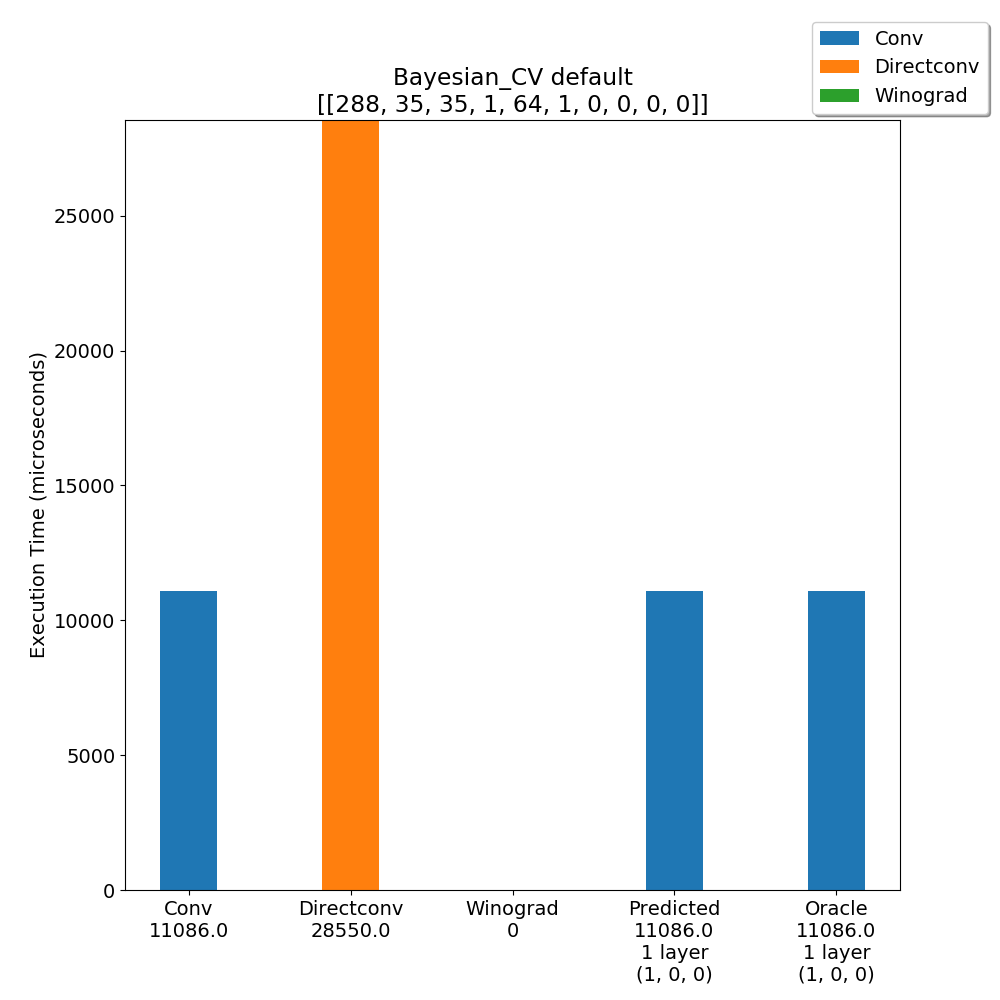 Conv
Directconv
Winograd
Bayesian_CV default
[[288, 35, 35, 1, 64, 1, 0, 0, 0, 0]]
Execution Time (microseconds)
25000
20000
15000
10000
5000
0
Conv
11086.0
Directconv
28550.0
Winograd
0
Predicted
11086.0
1 layer
(1, 0, 0)
Oracle
11086.0
1 layer
(1, 0, 0)